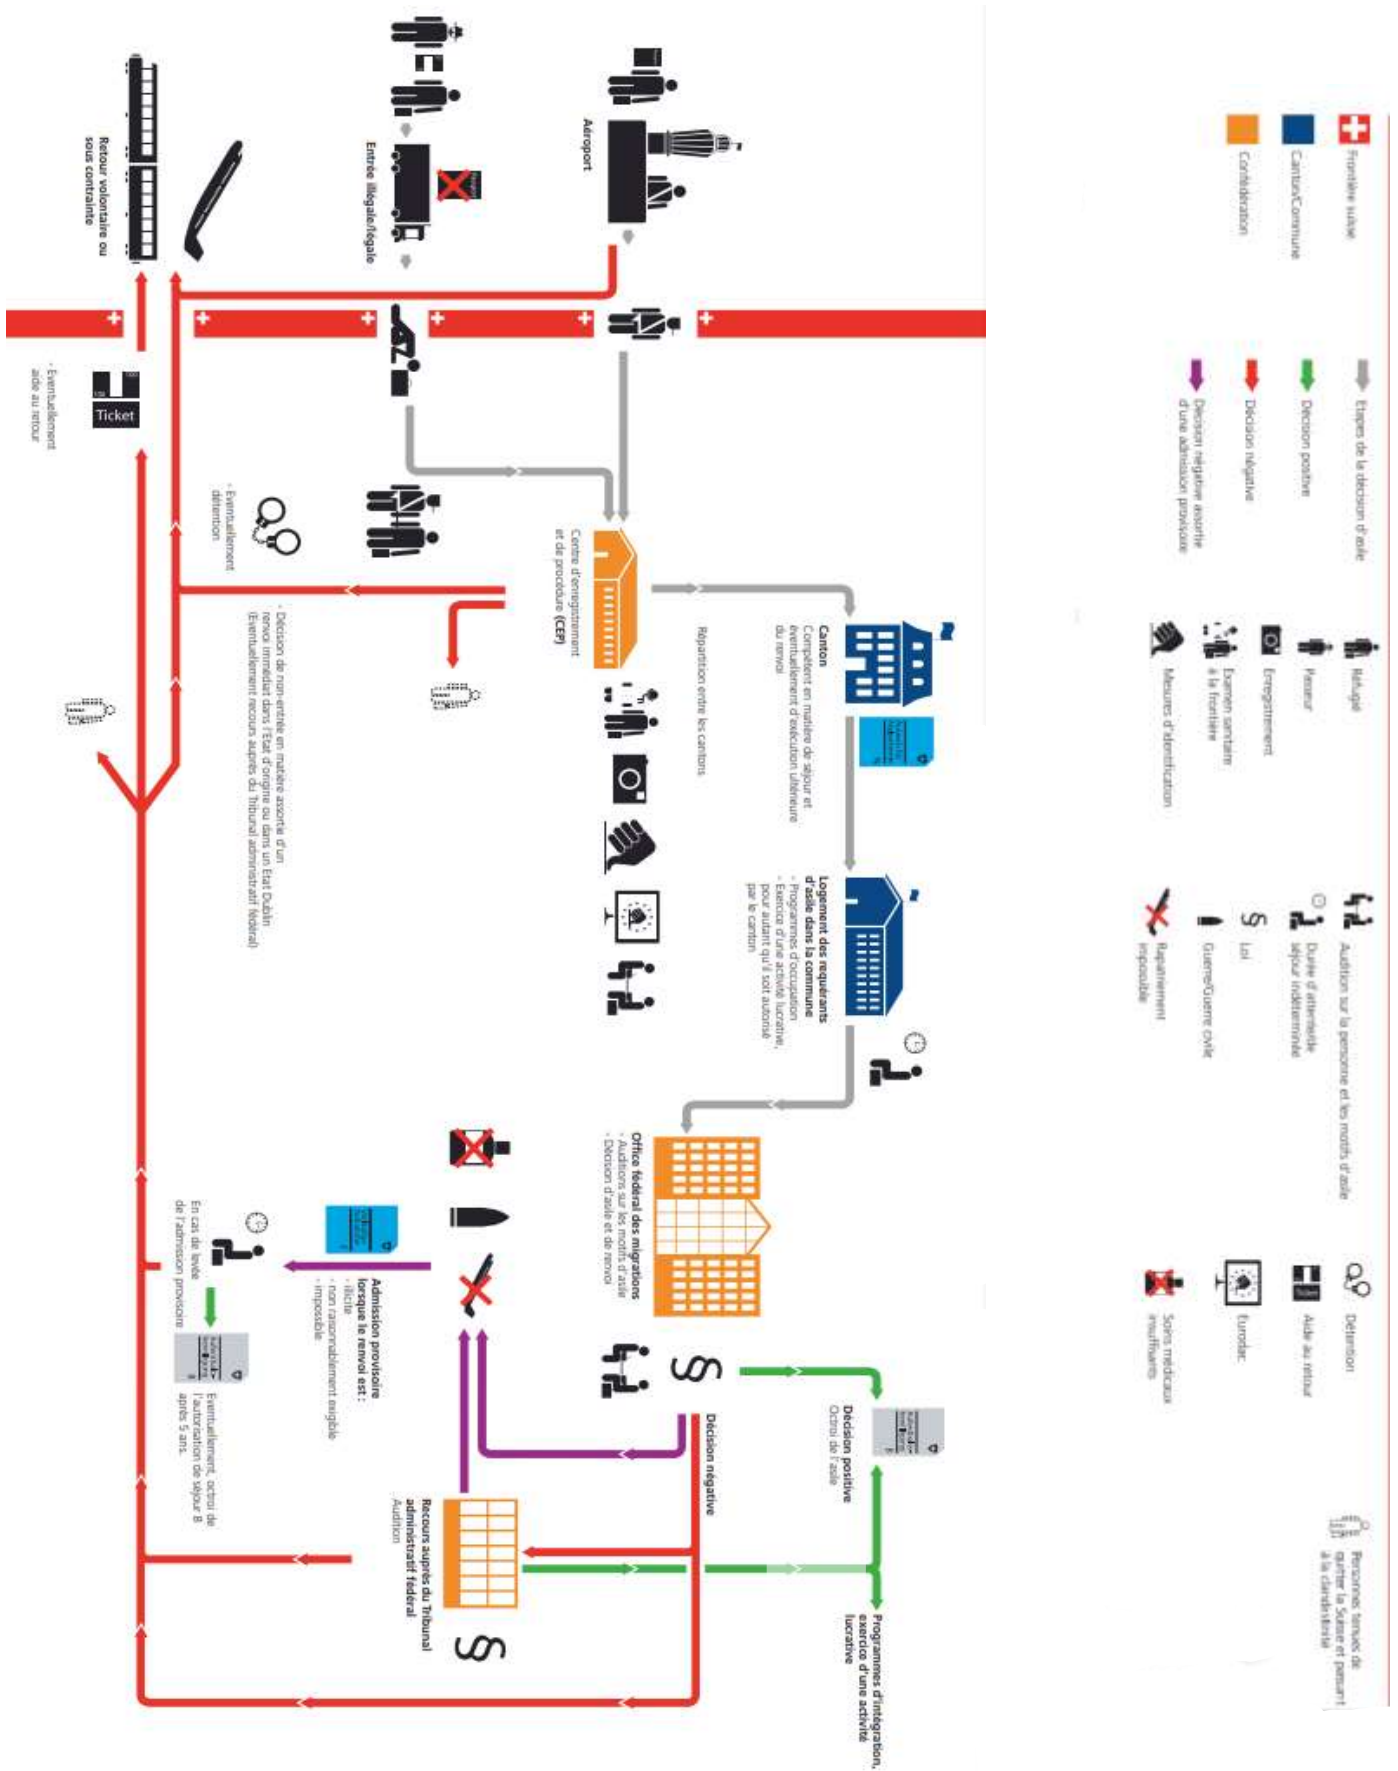 Frontière suisse
Canton/Commune
Confédération
Etapes de la décision d'asile
Décision positive
Décision négative
Décision négative assortie
d'une admission provisoire
Réfugié
Passeur
Enregistrement
Examen sanitaire
à la frontière
Mesures d'identification
Audition sur la personne et les motifs d'asile
Durée d'attente/de
séjour indéterminée
Loi
Guerre/Guerre civile
Rapatriement
impossible
Détention
Aide au retour
Eurodac
Soins médicaux
insuffisants
Personnes tenues de
quitter la Suisse et passant
à la clandestinité
Aéroport
Entrée illégale/légale
Retour volontaire ou
sous contrainte
Ticket
- Eventuellement
aide au retour
- Eventuellement
détention
Centre d'enregistrement
et de procédure (CEP)
- Décision de non-entrée en matière assortie d'un
renvoi immédiat dans l'Etat d'origine ou dans un Etat Dublin
(Eventuellement recours auprès du Tribunal administratif fédéral)
Répartition entre les cantons
Canton
Compétent en matière de séjour et
éventuellement d'exécution ultérieure
du renvoi
Logement des requérants
d'asile dans la commune
- Programmes d'occupation
- Exercice d'une activité lucrative,
pour autant qu'il soit autorisé
par le canton
Office fédéral des migrations
- Auditions sur les motifs d'asile
- Décision d'asile et de renvoi
Décision positive
Octroi de l'asile
Décision négative
§
Admission provisoire
lorsque le renvoi est :
- illicite
- non raisonnablement exigible
- impossible
En cas de levée
de l'admission provisoire
Eventuellement, octroi de
l'autorisation de séjour B
après 5 ans.
Recours auprès du Tribunal
administratif fédéral
Audition
§
Programmes d'intégration,
exercice d'une activité
lucrative